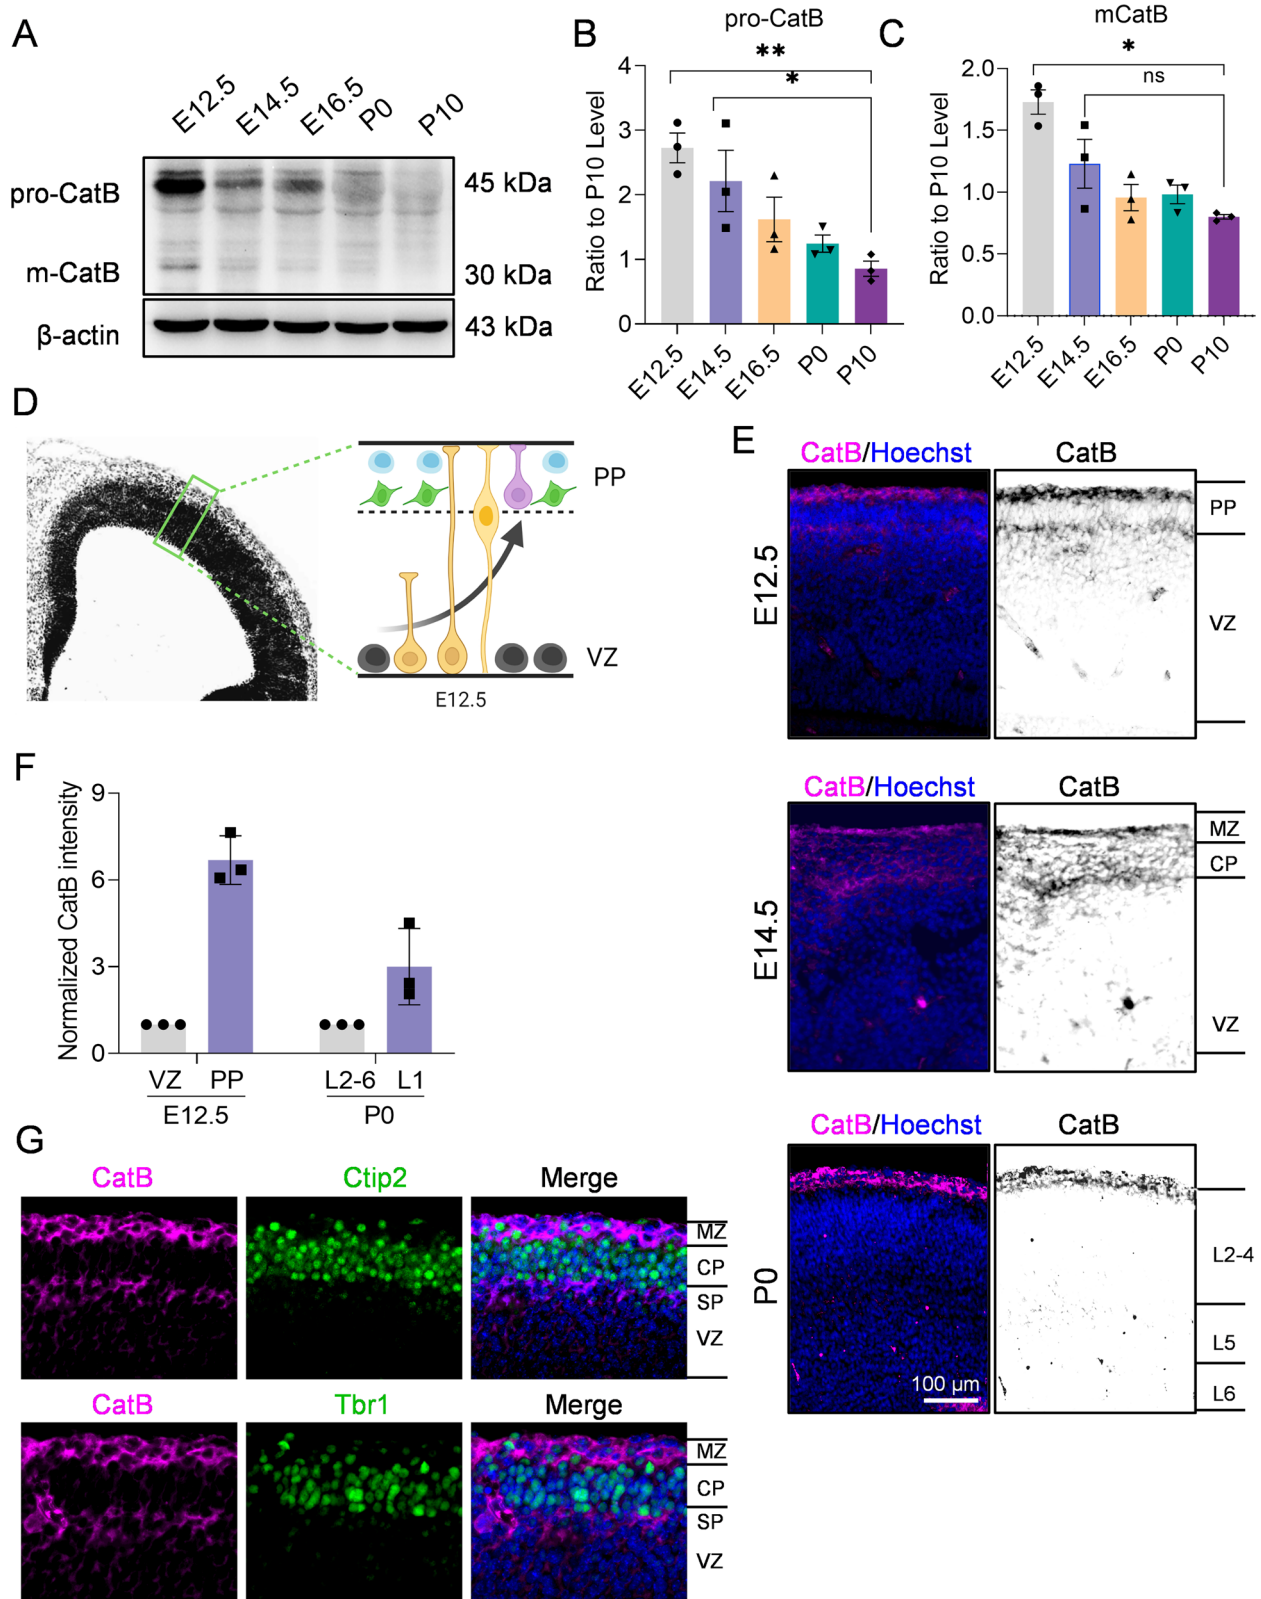 A
E12.5 E14.5 E16.5 P0 P10
pro-CatB
45 kDa
m-CatB
30 kDa
β-actin
43 kDa
B
pro-CatB
**
*
Ratio to P10 Level
4
3
2
1
0
E12.5 E14.5 E16.5 P0 P10
C
mCatB
*
ns
Ratio to P10 Level
2.0
1.5
1.0
0.5
0.0
E12.5 E14.5 E16.5 P0 P10
D
PP
VZ
E12.5
E
CatB/Hoechst CatB
E12.5
PP
VZ
CatB/Hoechst CatB
E14.5
MZ
CP
VZ
CatB/Hoechst CatB
P0
L2-4
L5
L6
100 µm
F
Normalized CatB intensity
9
6
3
0
VZ PP L2-6 L1
E12.5 P0
G
CatB Ctip2 Merge
MZ
CP
SP
VZ
CatB Tbr1 Merge
MZ
CP
SP
VZ